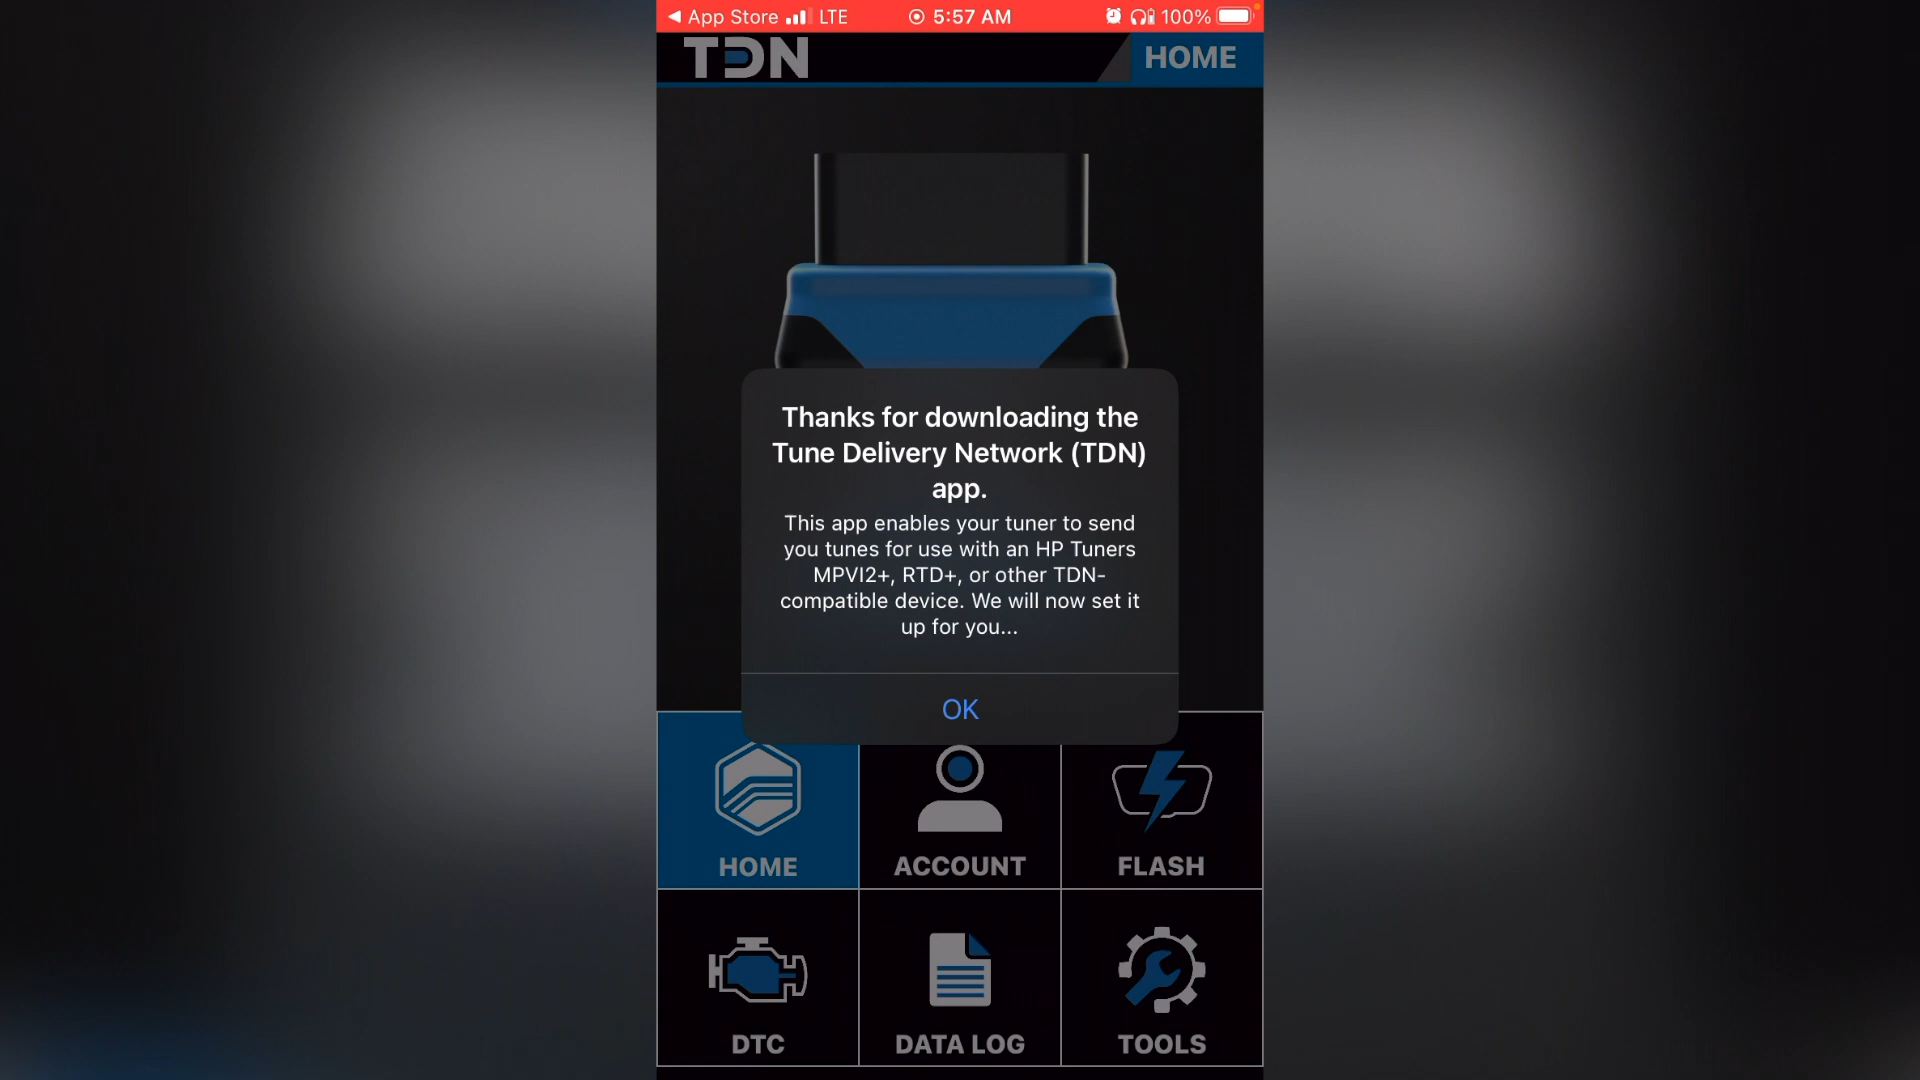 App Store LTE 5:57 AM 100%
TDN HOME
Thanks for downloading the
Tune Delivery Network (TDN)
app.
This app enables your tuner to send
you tunes for use with an HP Tuners
MPVI2+, RTD+, or other TDN-
compatible device. We will now set it
up for you...
OK
HOME ACCOUNT FLASH
DTC DATA LOG TOOLS